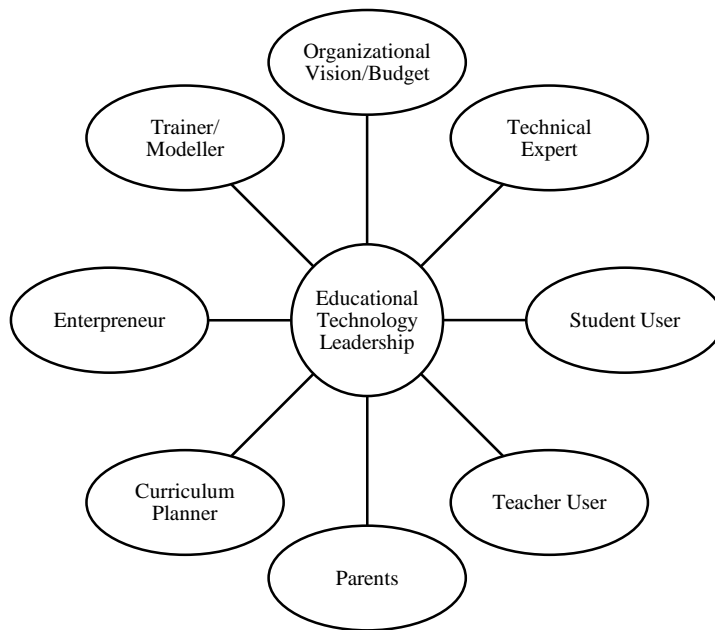 Organizational
Vision/Budget
Trainer/
Modeller
Technical
Expert
Enterpreneur
Educational
Technology
Leadership
Student User
Curriculum
Planner
Teacher User
Parents